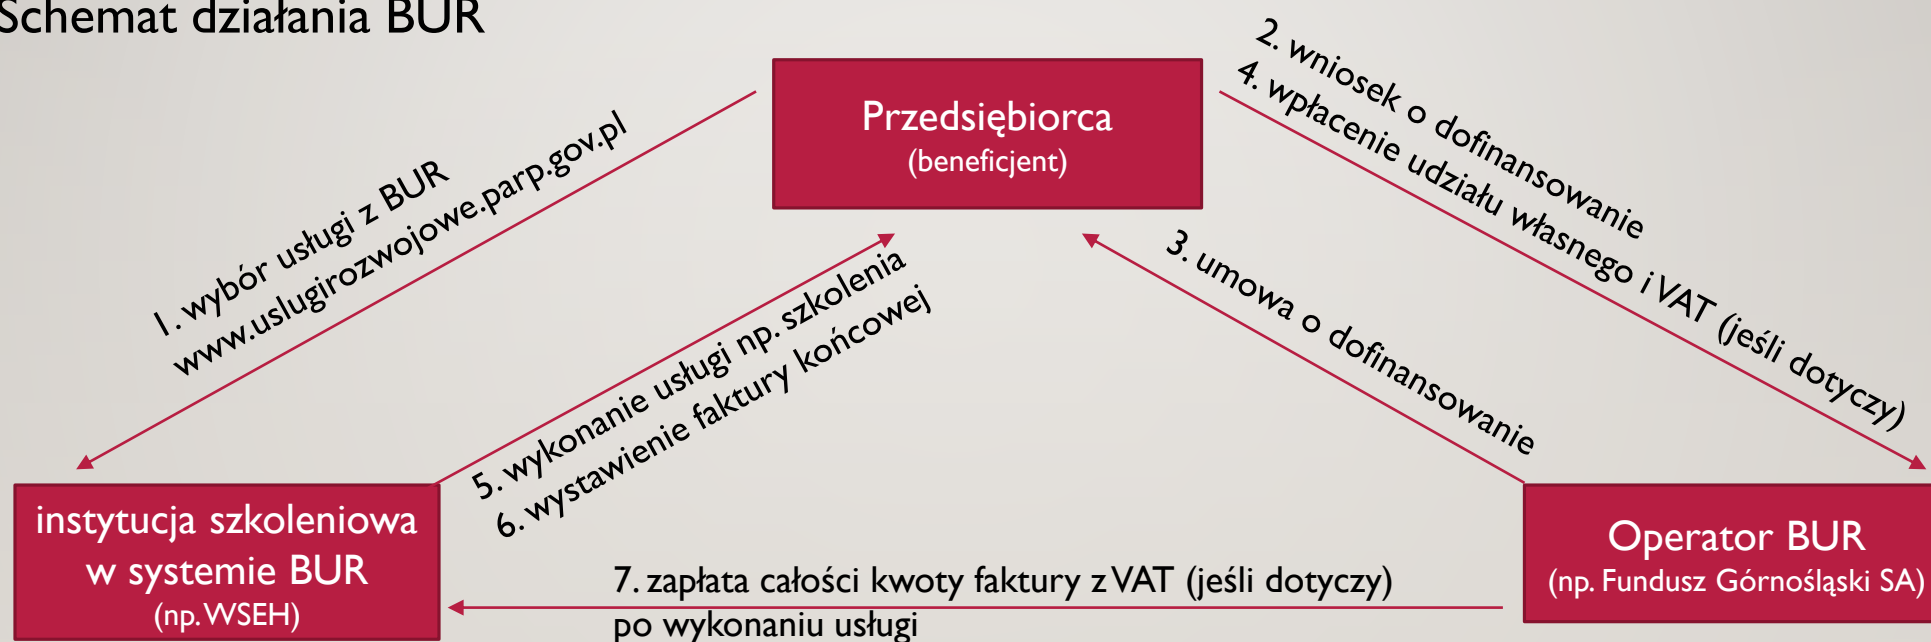 Schemat działania BUR
Przedsiębiorca
(beneficjent)
1. wybór usługi z BUR
www.uslugirozwojowe.parp.gov.pl
2. wniosek o dofinansowanie
4. wpłacenie udziału własnego i VAT (jeśli dotyczy)
3. umowa o dofinansowanie
5. wykonanie usługi np. szkolenia
6. wystawienie faktury końcowej
instytucja szkoleniowa
w systemie BUR
(np. WSEH)
Operator BUR
(np. Fundusz Górnośląski SA)
7. zapłata całości kwoty faktury z VAT (jeśli dotyczy)
po wykonaniu usługi